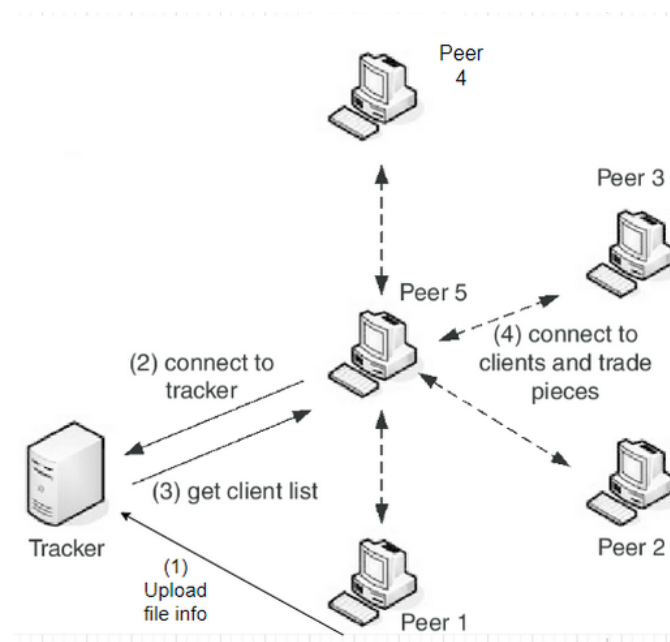 Peer
4
Peer 3
Peer 5
(4) connect to
clients and trade
pieces
(2) connect to
tracker
(3) get client list
Tracker
Peer 2
(1)
Upload
file info
Peer 1